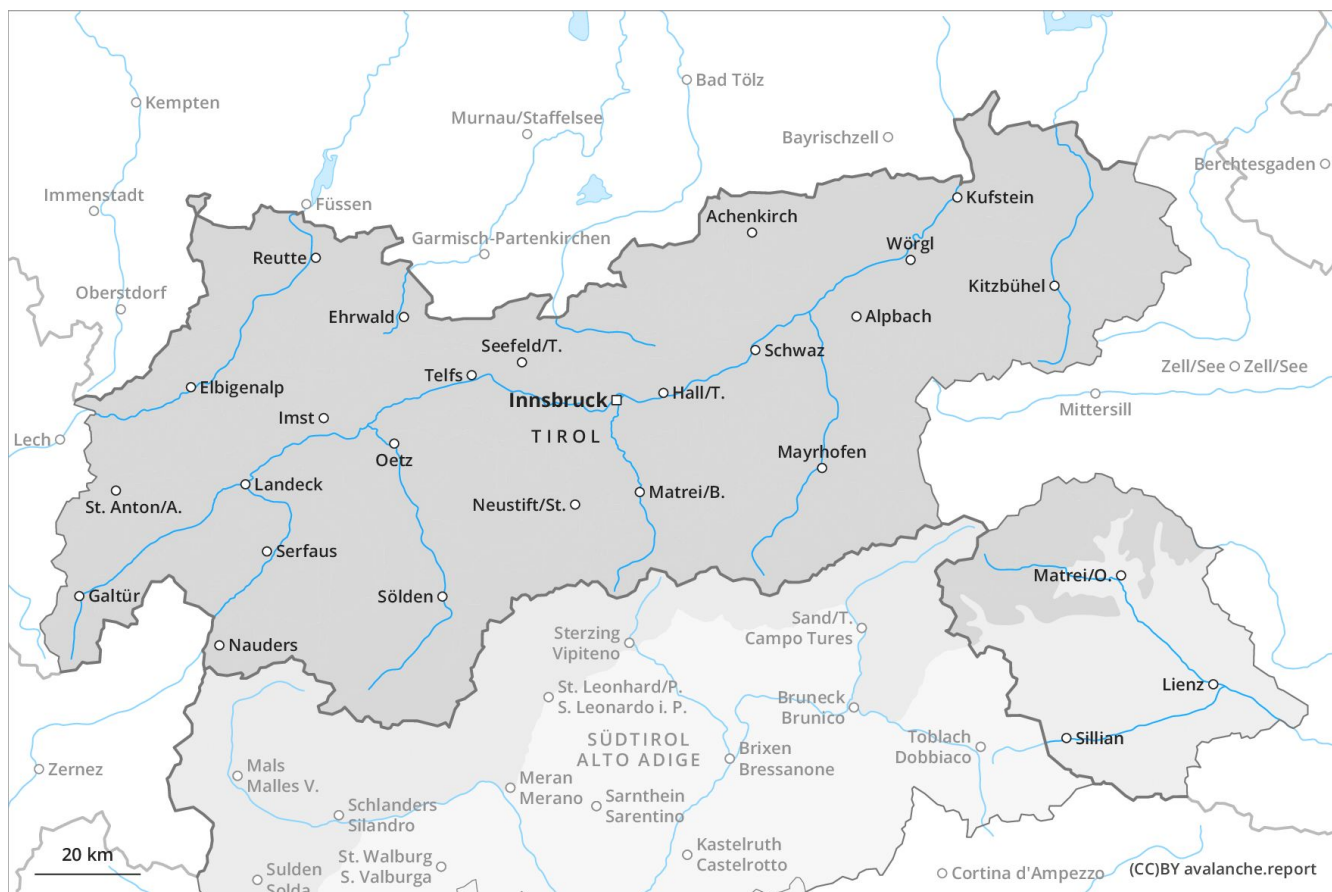 Bad Tölz
Kempten
Murnau/Staffelsee
Bayrischzell
Berchtesgaden
Immenstadt
Füssen
Kufstein
Achenkirch
Garmisch-Partenkirchen
Wörgl
Reutte
Kitzbühel
Oberstdorf
Ehrwald
Alpbach
Seefeld/T.
Schwaz
Zell/See
Zell/See
Telfs
Elbigenalp
Innsbruck
Hall/T.
Mittersill
Imst
TIROL
Lech
Oetz
Mayrhofen
Landeck
St. Anton/A.
Neustift/St.
Matrei/B.
Serfaus
Matrei/O.
Galtür
Sölden
Sand/T.
Campo Tures
Sterzing
Vipiteno
Nauders
Lienz
St. Leonhard/P.
S. Leonardo i. P.
Bruneck
Brunico
Sillian
SÜDTIROL
ALTO ADIGE
Toblach
Dobbiaco
Brixen
Bressanone
Zernez
Mals
Malles V.
Meran
Merano
Sarnthein
Sarentino
Schlanders
Silandro
Kastelruth
Castelrotto
20 km
St. Walburg
S. Valburga
Sulden
Solda
Cortina d'Ampezzo
(CC)BY avalanche.report